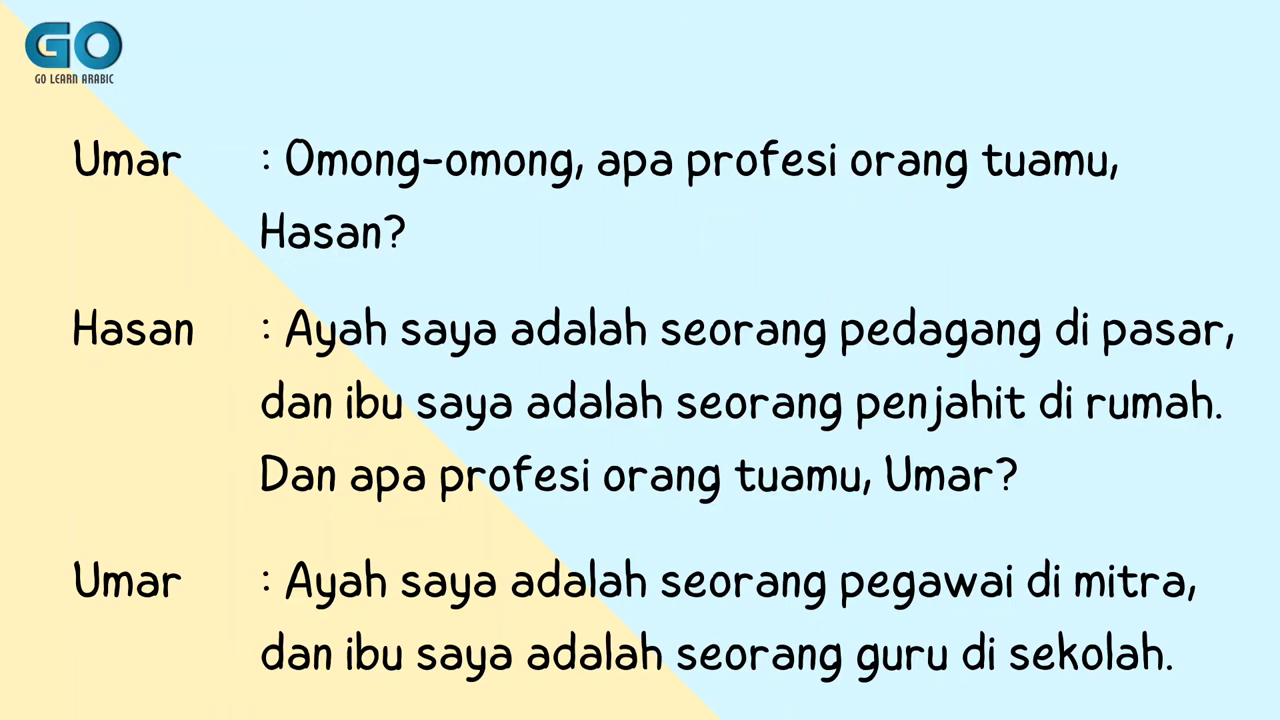 GO
GO LEARN ARABIC
Umar : Omong-omong, apa profesi orang tuamu,
Hasan?
Hasan : Ayah saya adalah seorang pedagang di pasar,
dan ibu saya adalah seorang penjahit di rumah.
Dan apa profesi orang tuamu, Umar?
Umar : Ayah saya adalah seorang pegawai di mitra,
dan ibu saya adalah seorang guru di sekolah.